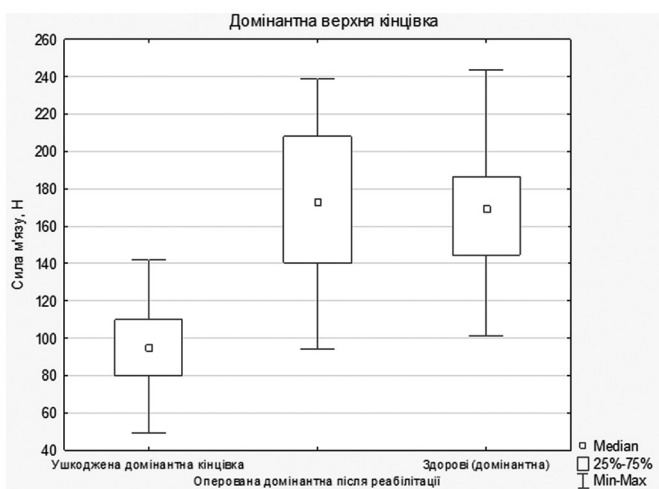 Домінантна верхня кінцівка
260
240
220
200
180
160
140
120
100
80
60
40
Сила м'язу, Н
Ушкоджена домінантна кінцівка
Оперована домінантна після реабілітації
Здорові (домінантна)
Median
25%-75%
Min-Max